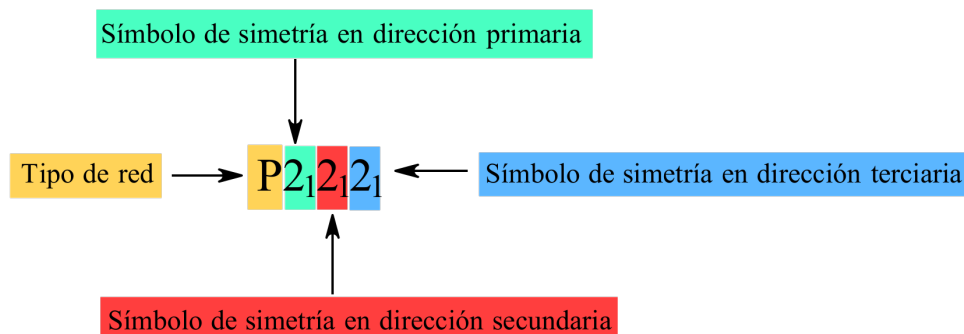 Símbolo de simetría en dirección primaria
Tipo de red
P2₁2₁2₁
Símbolo de simetría en dirección terciaria
Símbolo de simetría en dirección secundaria